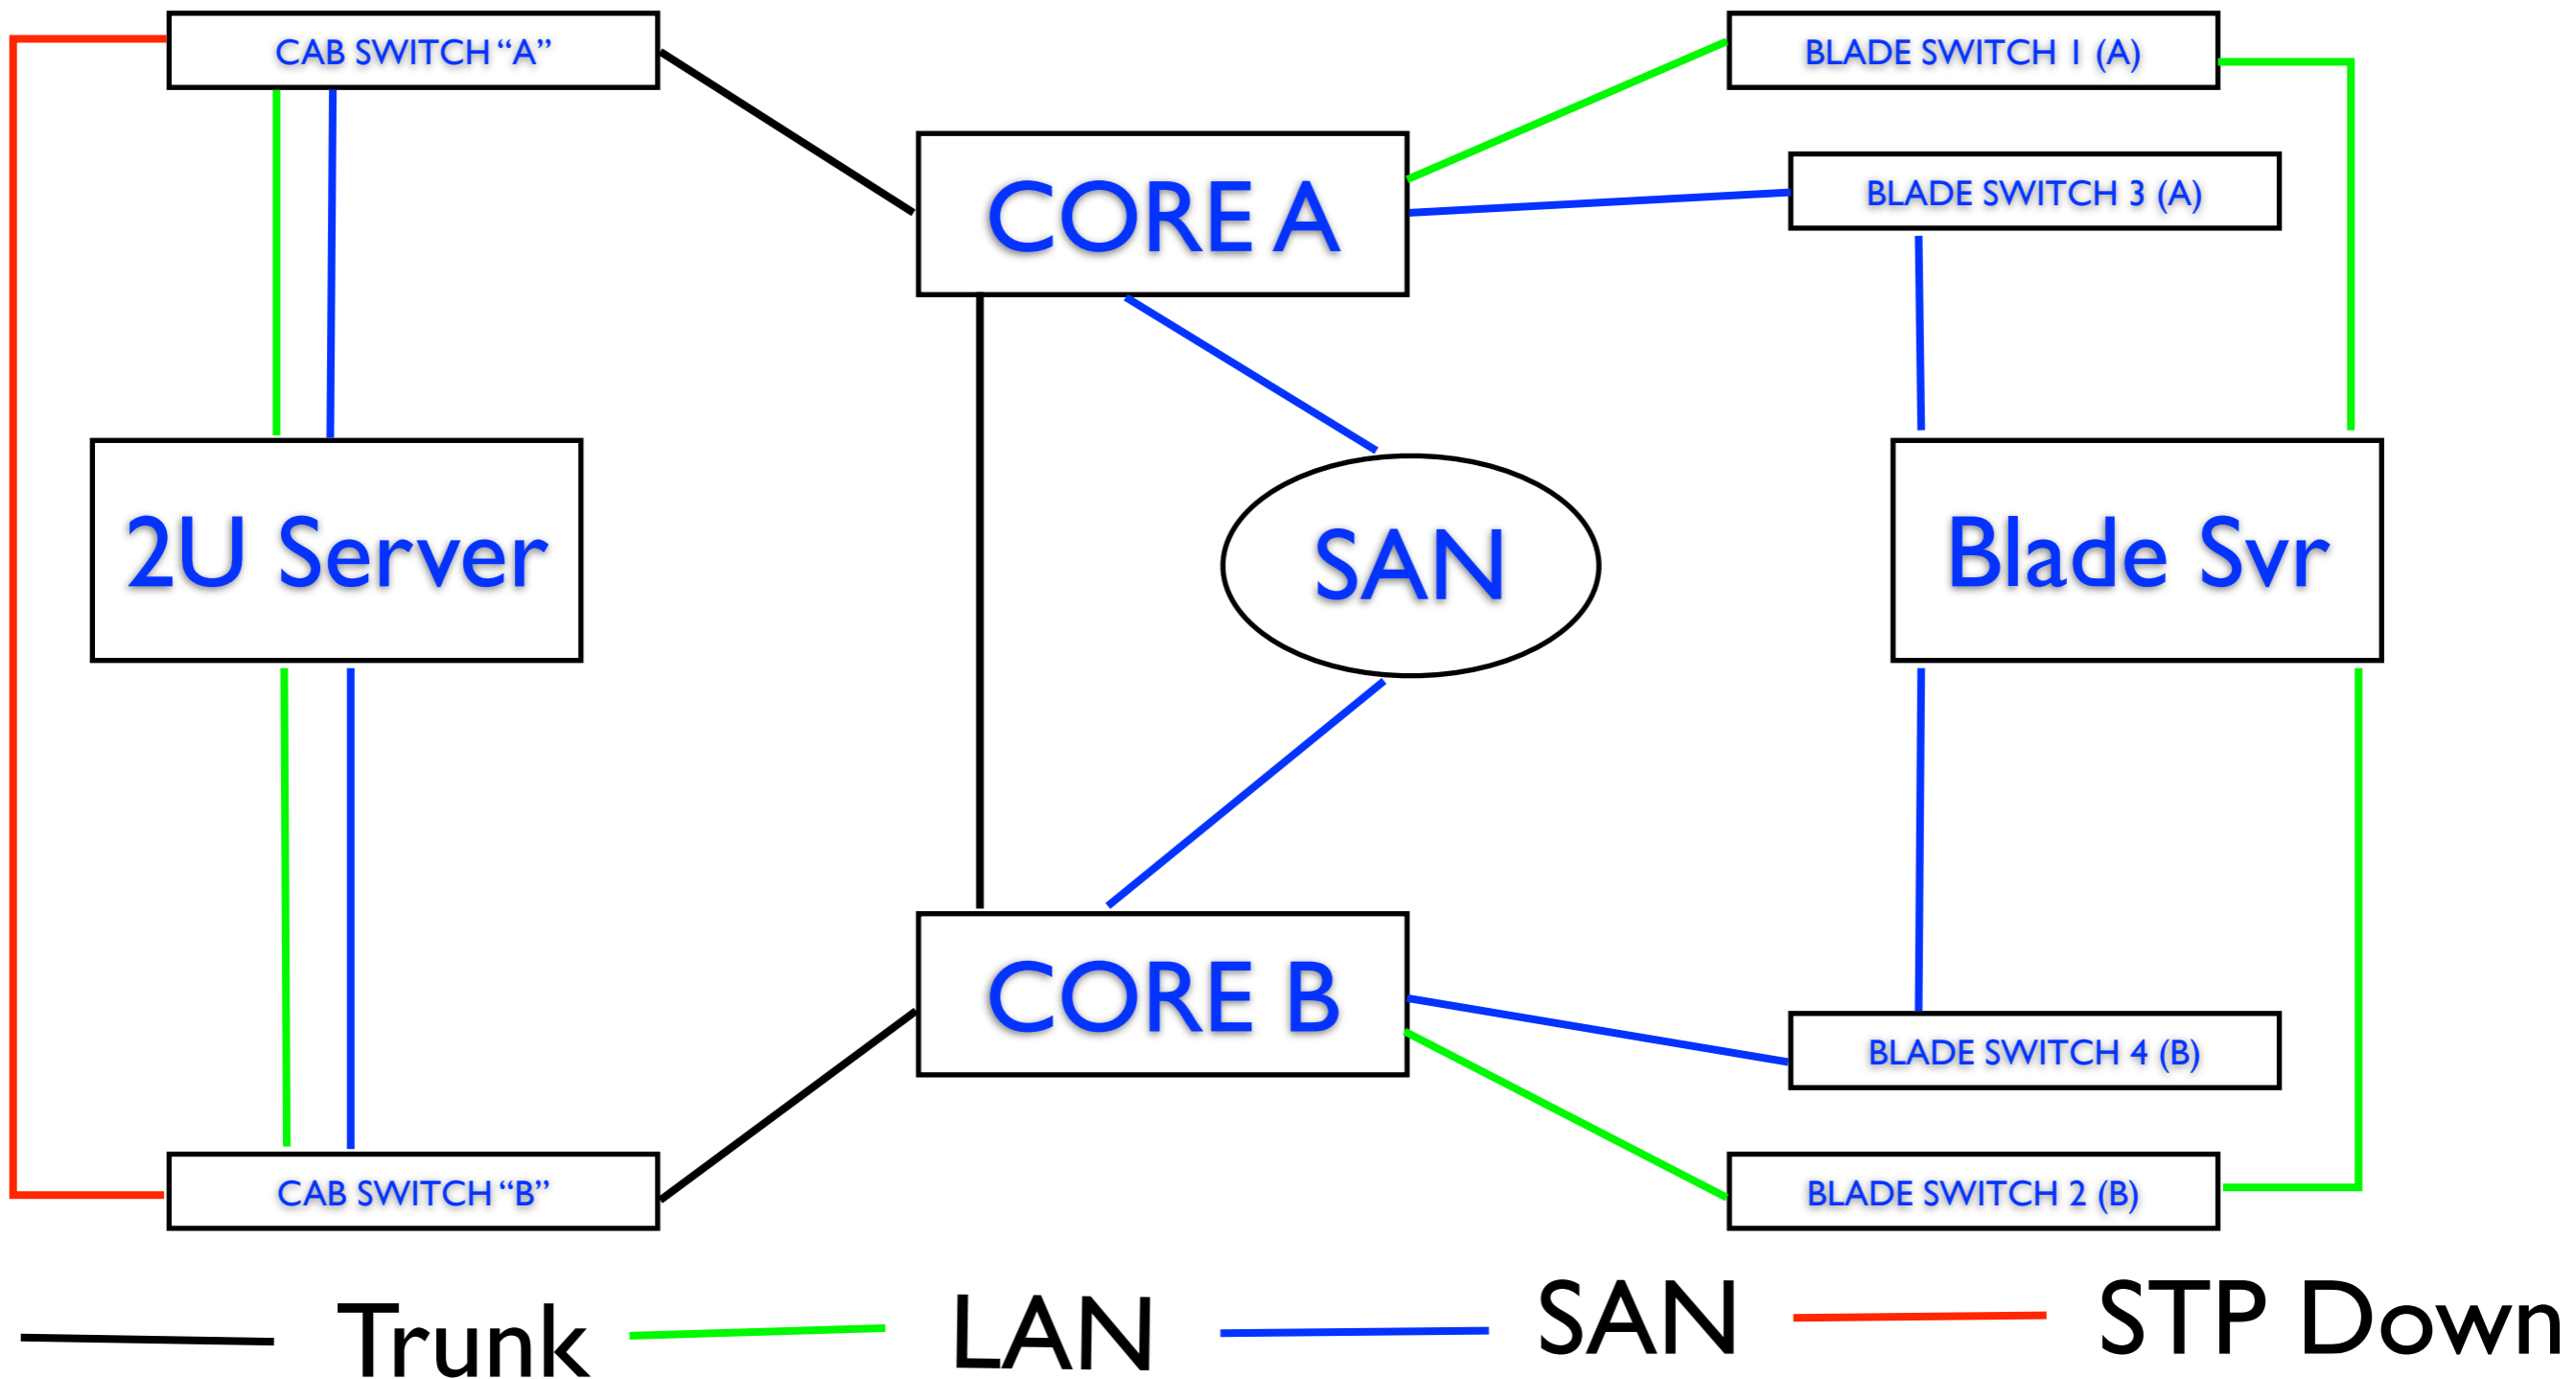 CAB SWITCH “A”
BLADE SWITCH 1 (A)
CORE A
BLADE SWITCH 3 (A)
2U Server
SAN
Blade Svr
CORE B
BLADE SWITCH 4 (B)
CAB SWITCH “B”
BLADE SWITCH 2 (B)
Trunk
LAN
SAN
STP Down